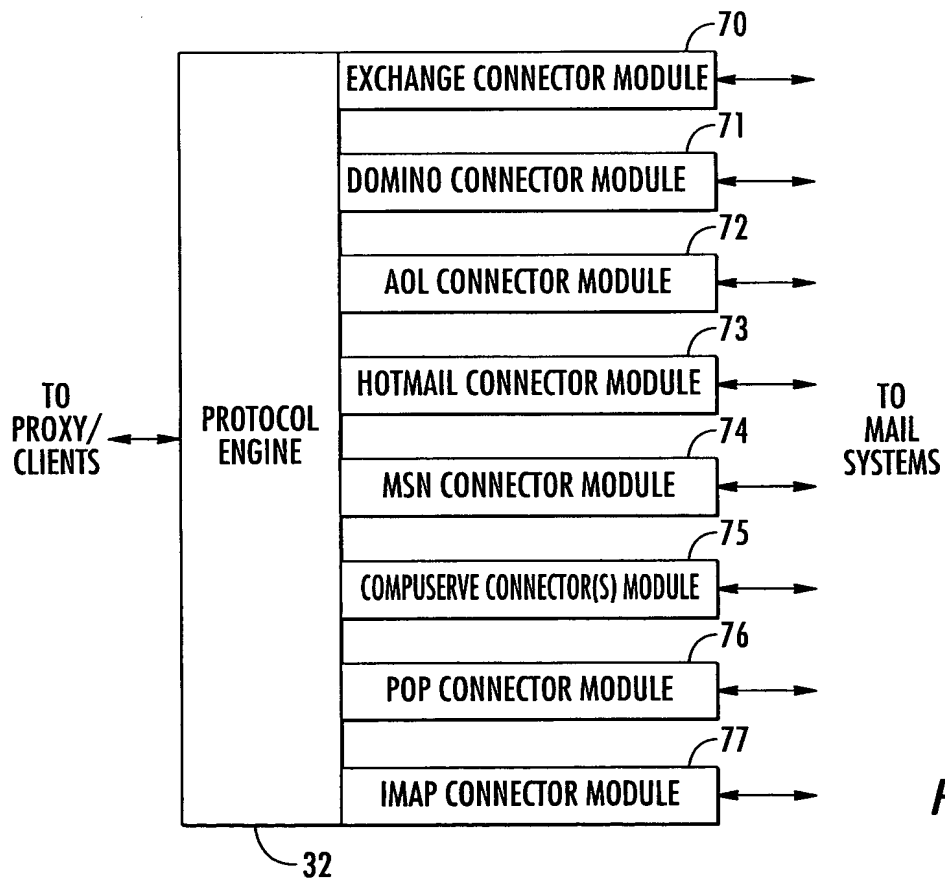 70
EXCHANGE CONNECTOR MODULE
71
DOMINO CONNECTOR MODULE
72
AOL CONNECTOR MODULE
73
HOTMAIL CONNECTOR MODULE
TO
PROXY/
CLIENTS
PROTOCOL
ENGINE
TO
MAIL
SYSTEMS
74
MSN CONNECTOR MODULE
75
COMPUSERVE CONNECTOR(S) MODULE
76
POP CONNECTOR MODULE
77
IMAP CONNECTOR MODULE
32